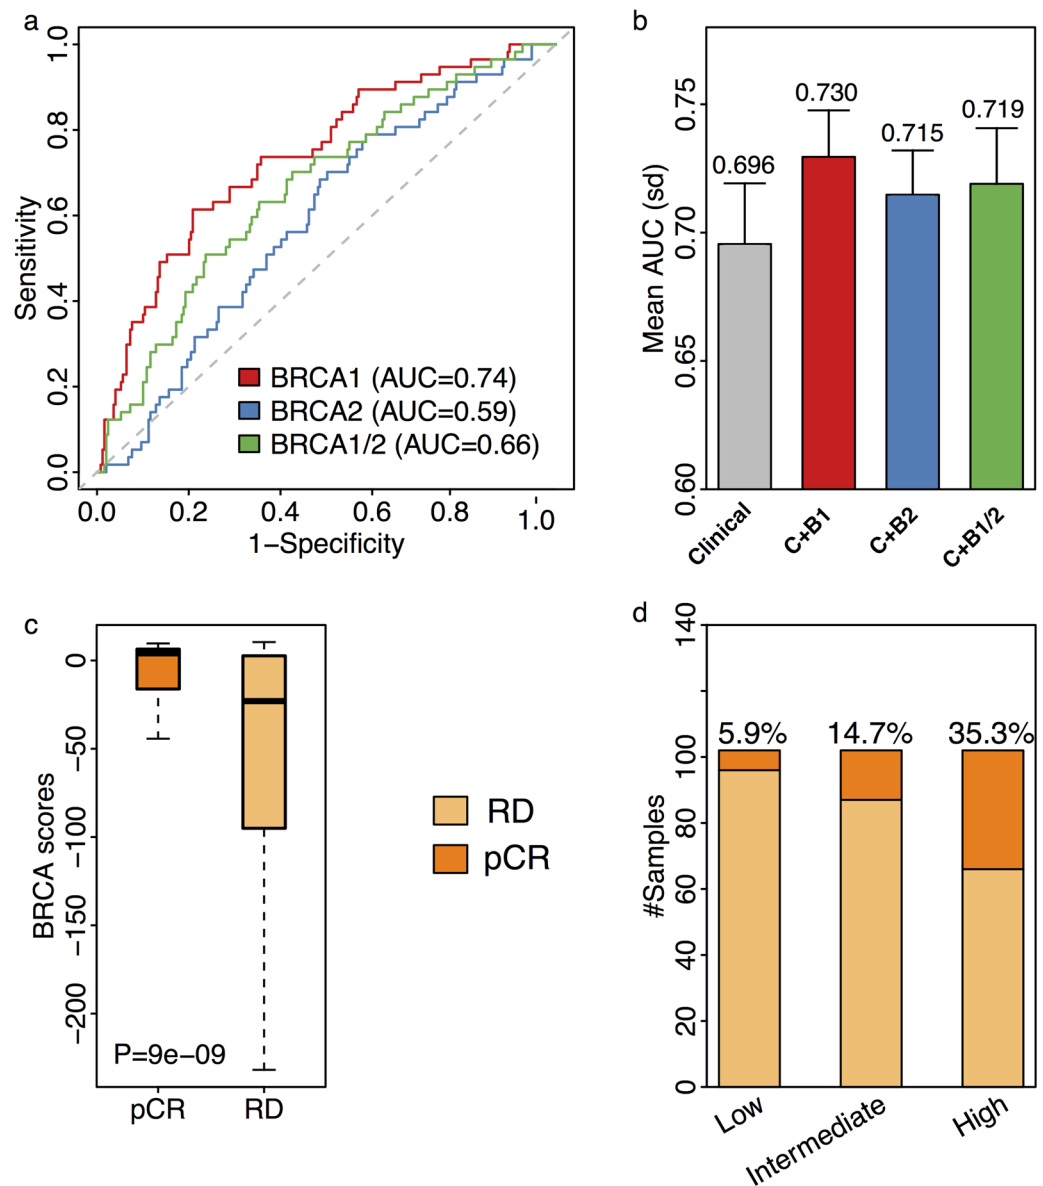 a
Sensitivity
0.0 0.2 0.4 0.6 0.8 1.0
BRCA1 (AUC=0.74)
BRCA2 (AUC=0.59)
BRCA1/2 (AUC=0.66)
0.0 0.2 0.4 0.6 0.8 1.0
1−Specificity
b
Mean AUC (sd)
0.60 0.65 0.70 0.75
0.696
0.730
0.715
0.719
Clinical
C+B1
C+B2
C+B1/2
c
BRCA scores
0
−50
−100
−150
−200
P=9e−09
pCR RD
RD
pCR
d
#Samples
0 20 40 60 80 100 140
5.9% 14.7% 35.3%
Low
Intermediate
High